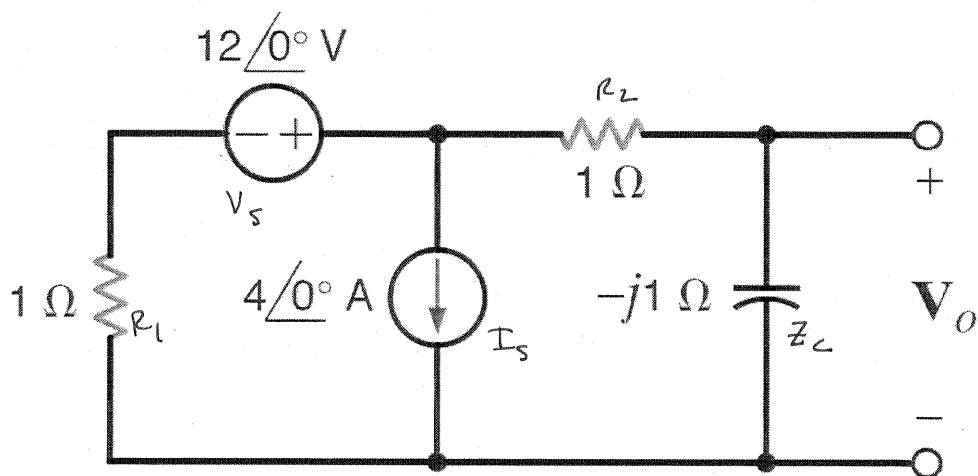 12 /0° V
R2
− +
+
1 Ω
Vs
1 Ω
R1
4 /0° A
Is
−j1 Ω
Zc
Vo
−